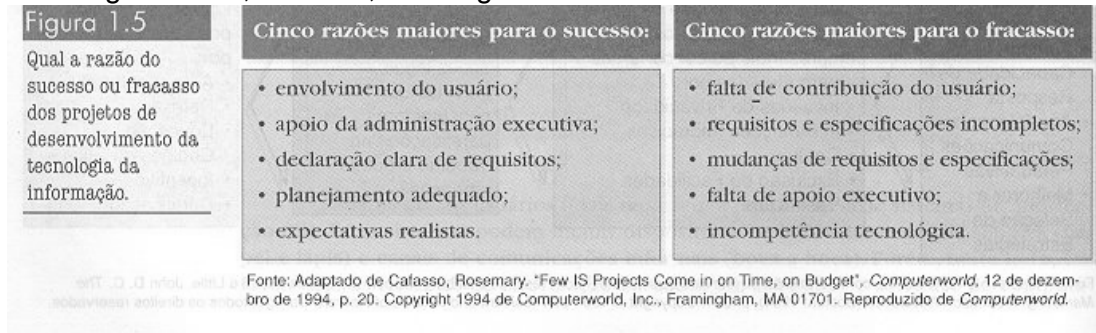 Figura 1.5
Qual a razão do
sucesso ou fracasso
dos projetos de
desenvolvimento da
tecnologia da
informação.
Cinco razões maiores para o sucesso:
• envolvimento do usuário;
• apoio da administração executiva;
• declaração clara de requisitos;
• planejamento adequado;
• expectativas realistas.
Cinco razões maiores para o fracasso:
• falta de contribuição do usuário;
• requisitos e especificações incompletos;
• mudanças de requisitos e especificações;
• falta de apoio executivo;
• incompetência tecnológica.
Fonte: Adaptado de Cafasso, Rosemary. "Few IS Projects Come in on Time, on Budget", Computerworld, 12 de dezem-
bro de 1994, p. 20. Copyright 1994 de Computerworld, Inc., Framingham, MA 01701. Reproduzido de Computerworld.